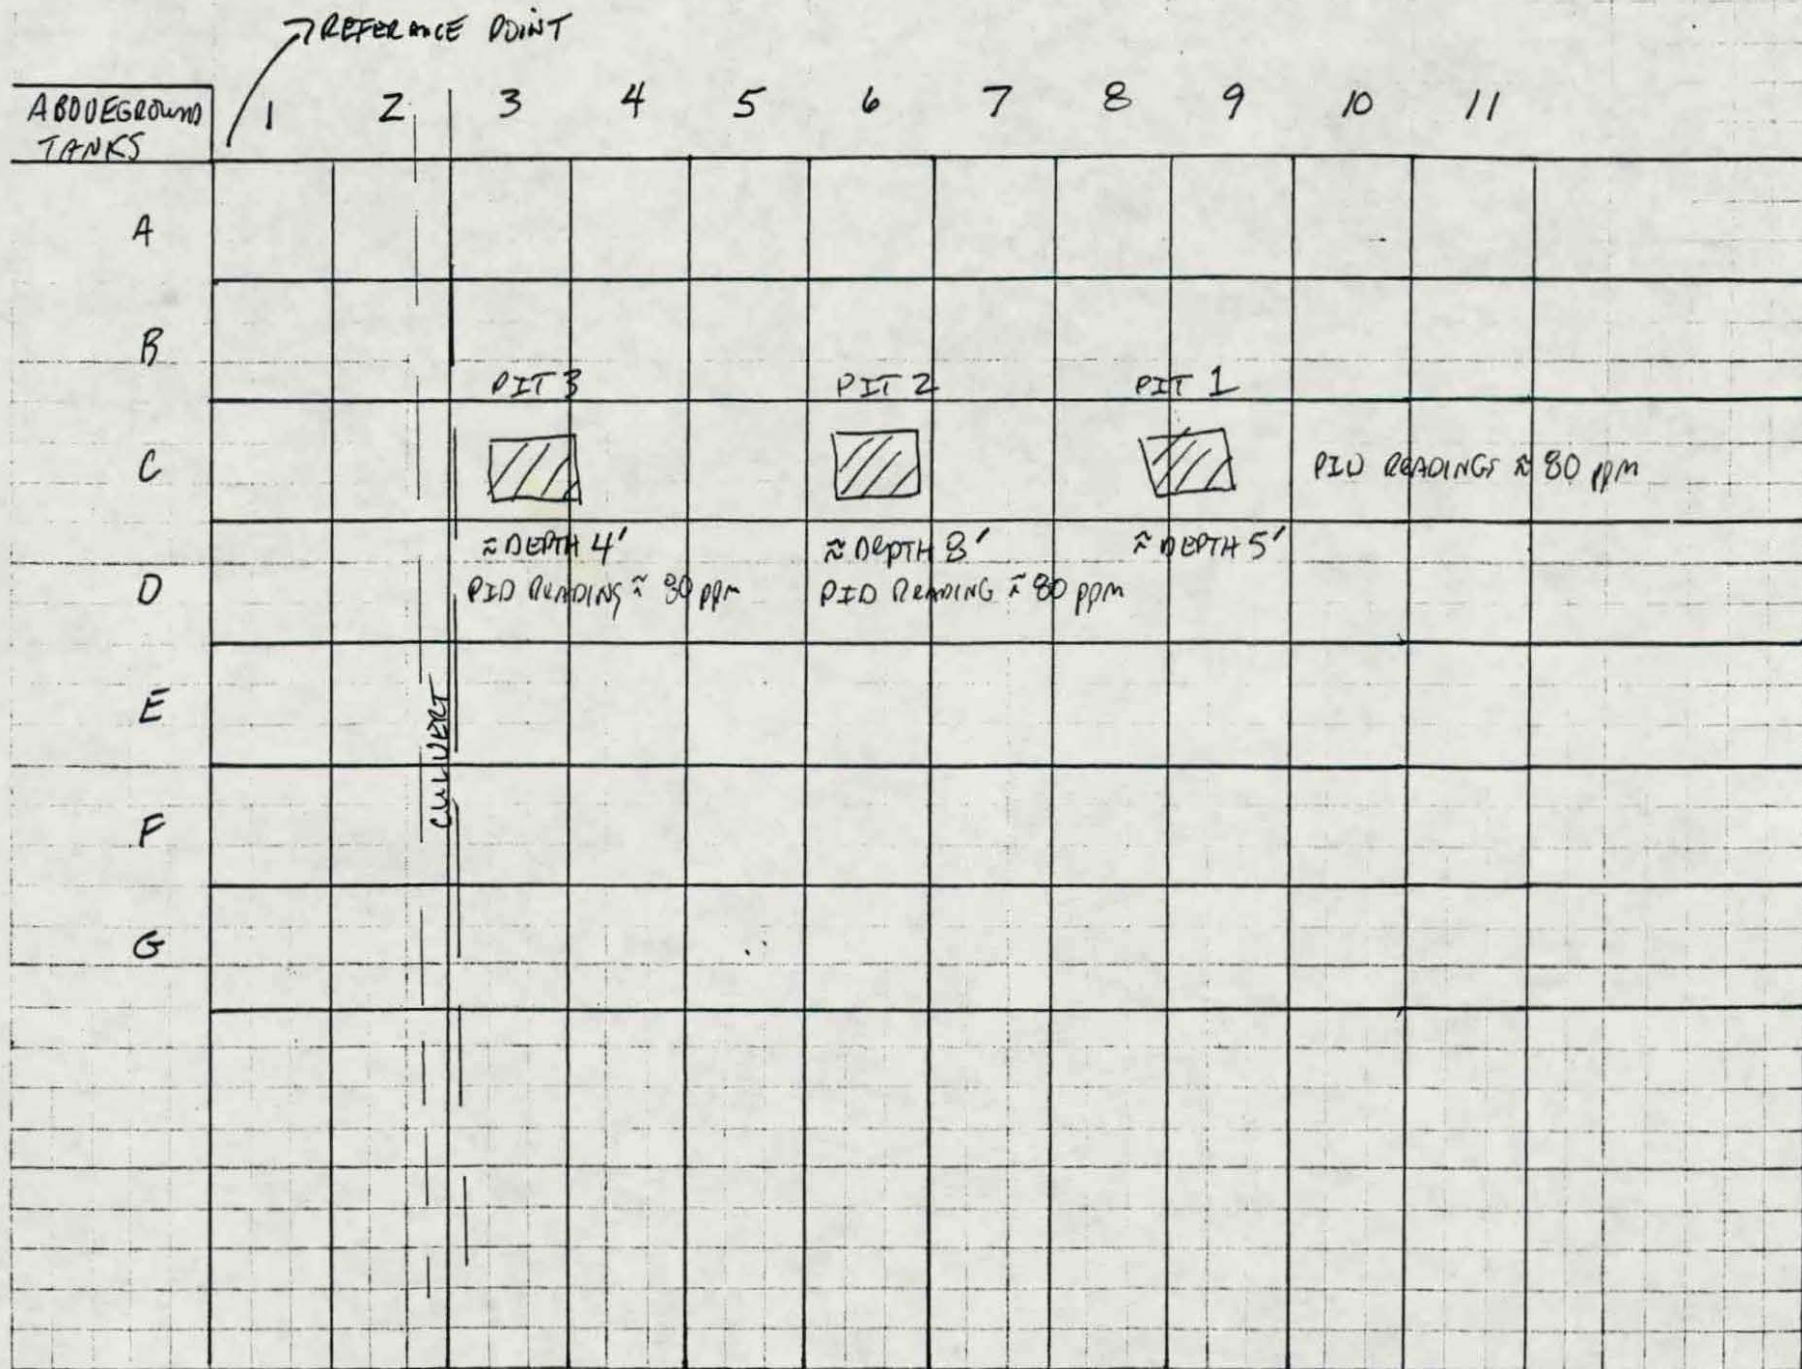 REFERANCE POINT
ABOVEGROUND
TANKS
1 2 3 4 5 6 7 8 9 10 11
A
B
PIT 3 PIT 2 PIT 1
C
PID READINGS ≈ 80 ppm
≈ DEPTH 4' ≈ DEPTH 8' ≈ DEPTH 5'
D
PID READING ≈ 80 ppm PID READING ≈ 80 ppm
E
CULVERT
F
G